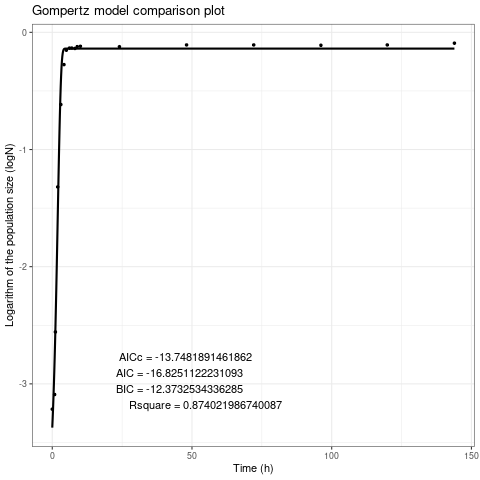 Gompertz model comparison plot
Logarithm of the population size (logN)
0
-1
-2
-3
AICc = -13.7481891461862
AIC = -16.8251122231093
BIC = -12.3732534336285
Rsquare = 0.874021986740087
0 50 100 150
Time (h)